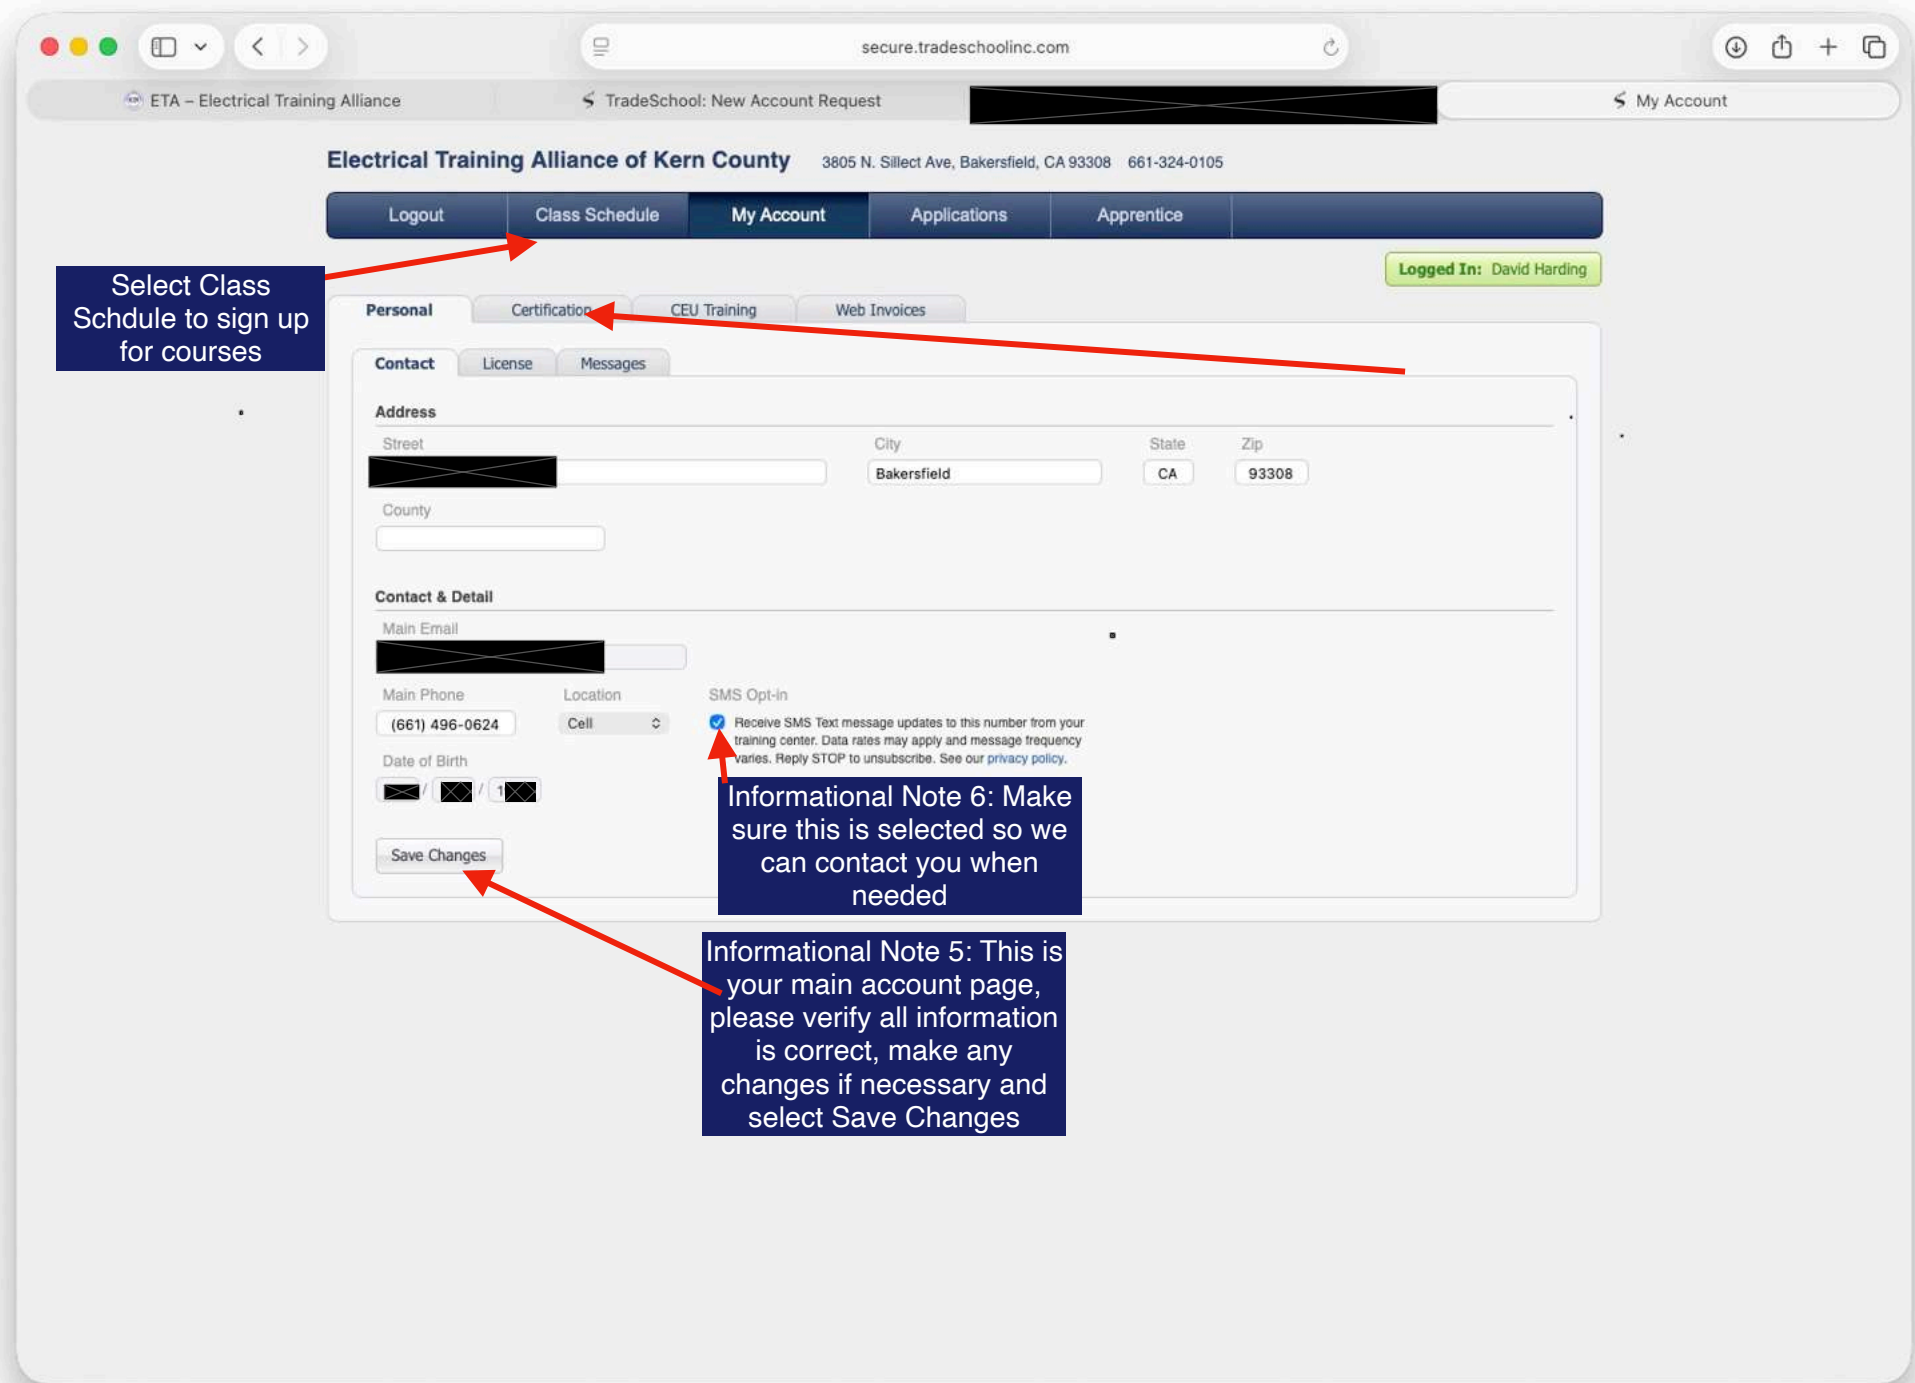 secure.tradeschoolinc.com
ETA – Electrical Training Alliance
TradeSchool: New Account Request
My Account
Electrical Training Alliance of Kern County 3805 N. Sillect Ave, Bakersfield, CA 93308 661-324-0105
Logout Class Schedule My Account Applications Apprentice
Logged In: David Harding
Select Class
Schdule to sign up
for courses
Personal Certification CEU Training Web Invoices
Contact License Messages
Address
Street City State Zip
Bakersfield CA 93308
County
Contact & Detail
Main Email
Main Phone Location SMS Opt-in
(661) 496-0624 Cell
Receive SMS Text message updates to this number from your
training center. Data rates may apply and message frequency
varies. Reply STOP to unsubscribe. See our privacy policy.
Date of Birth
/ / 1
Save Changes
Informational Note 6: Make
sure this is selected so we
can contact you when
needed
Informational Note 5: This is
your main account page,
please verify all information
is correct, make any
changes if necessary and
select Save Changes